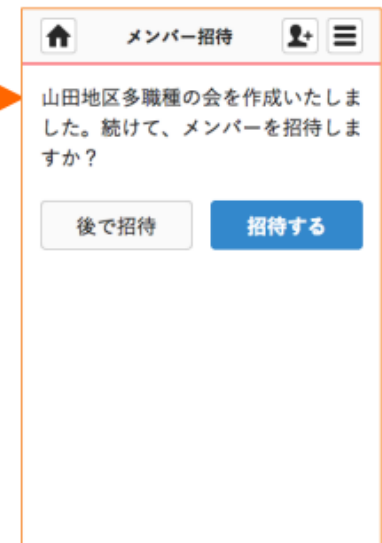 メンバー招待
山田地区多職種の会を作成いたしま
した。続けて、メンバーを招待しま
すか？
後で招待
招待する